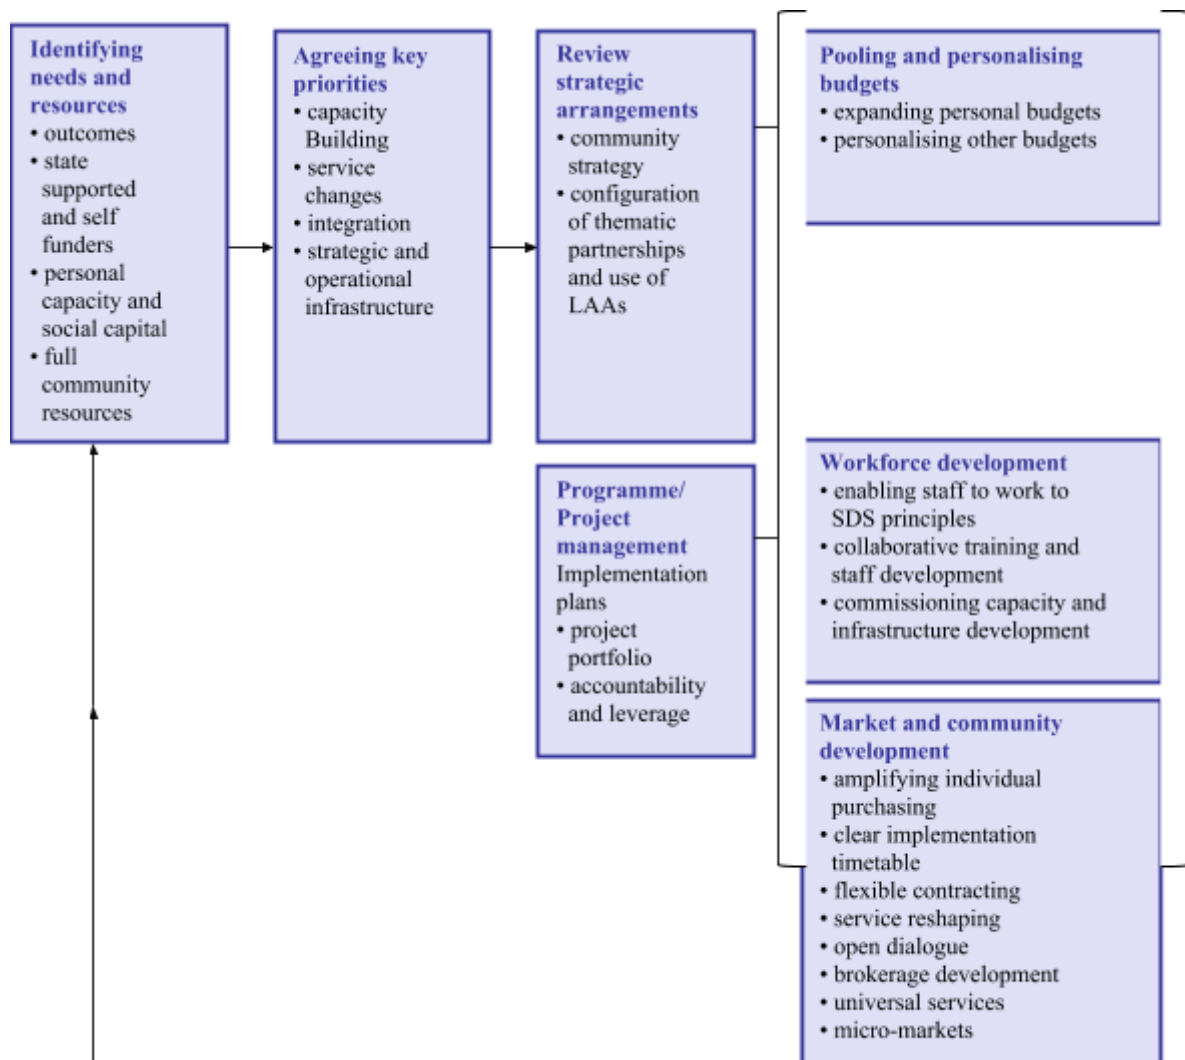 Identifying
needs and
resources
• outcomes
• state
supported
and self
funders
• personal
capacity and
social capital
• full
community
resources
Agreeing key
priorities
• capacity
Building
• service
changes
• integration
• strategic and
operational
infrastructure
Review
strategic
arrangements
• community
strategy
• configuration
of thematic
partnerships
and use of
LAAs
Programme/
Project
management
Implementation
plans
• project
portfolio
• accountability
and leverage
Pooling and personalising
budgets
• expanding personal budgets
• personalising other budgets
Workforce development
• enabling staff to work to
SDS principles
• collaborative training and
staff development
• commissioning capacity and
infrastructure development
Market and community
development
• amplifying individual
purchasing
• clear implementation
timetable
• flexible contracting
• service reshaping
• open dialogue
• brokerage development
• universal services
• micro-markets